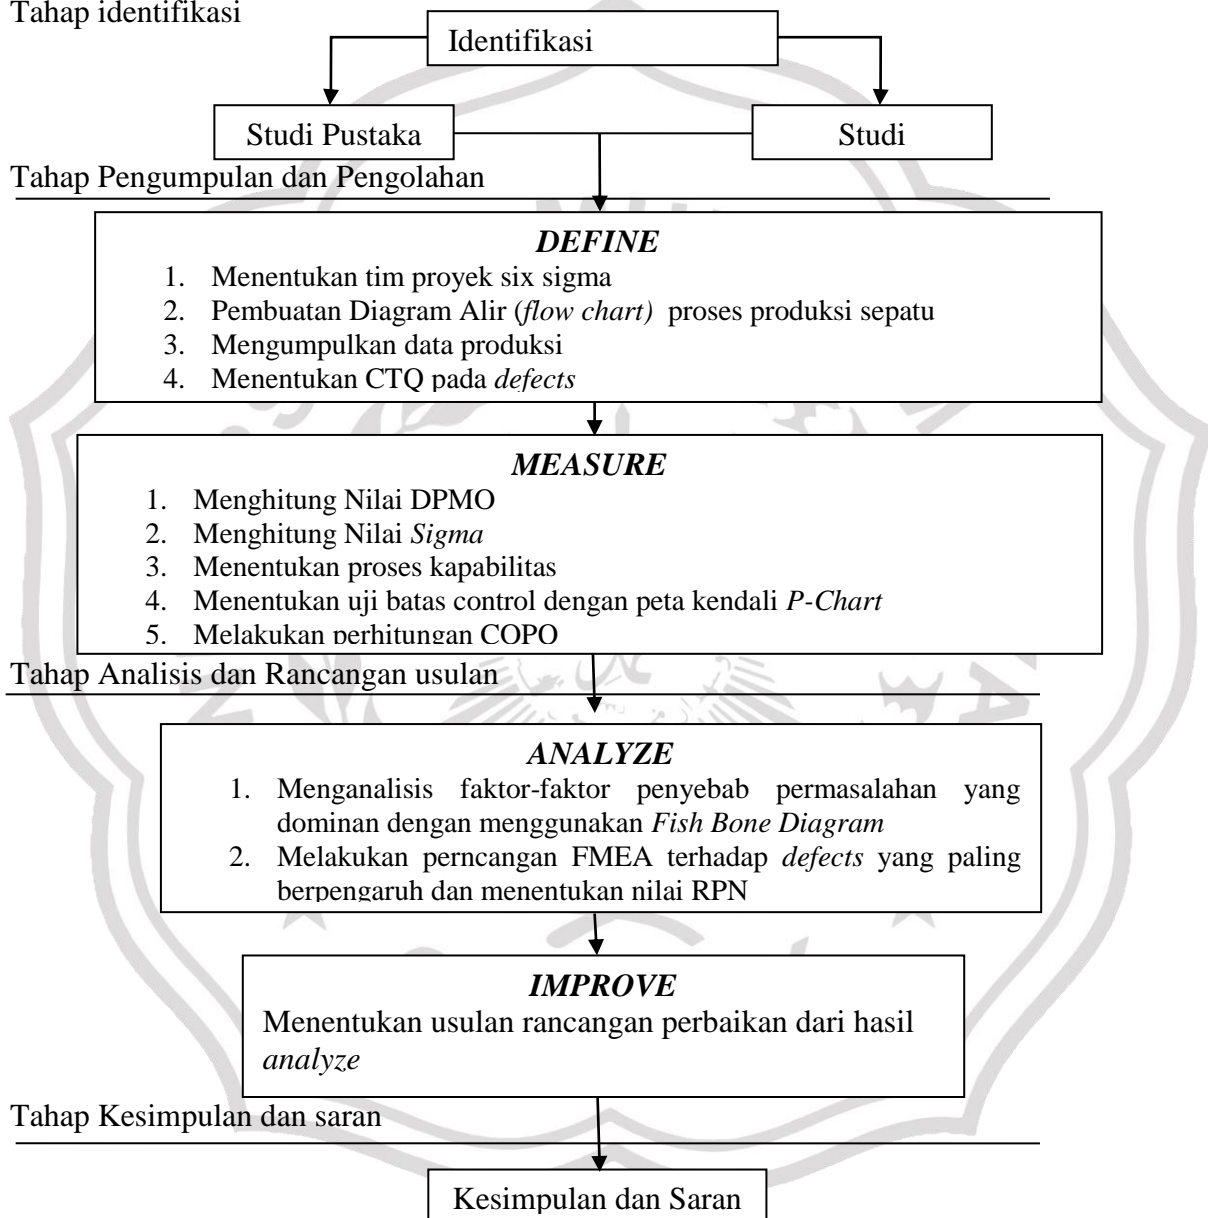 Tahap identifikasi
Identifikasi
Studi Pustaka
Studi
Tahap Pengumpulan dan Pengolahan
DEFINE
1. Menentukan tim proyek six sigma
2. Pembuatan Diagram Alir (flow chart) proses produksi sepatu
3. Mengumpulkan data produksi
4. Menentukan CTQ pada defects
MEASURE
1. Menghitung Nilai DPMO
2. Menghitung Nilai Sigma
3. Menentukan proses kapabilitas
4. Menentukan uji batas control dengan peta kendali P-Chart
5. Melakukan perhitungan COPO
Tahap Analisis dan Rancangan usulan
ANALYZE
1. Menganalisis faktor-faktor penyebab permasalahan yang
dominan dengan menggunakan Fish Bone Diagram
2. Melakukan perncangan FMEA terhadap defects yang paling
berpengaruh dan menentukan nilai RPN
IMPROVE
Menentukan usulan rancangan perbaikan dari hasil
analyze
Tahap Kesimpulan dan saran
Kesimpulan dan Saran